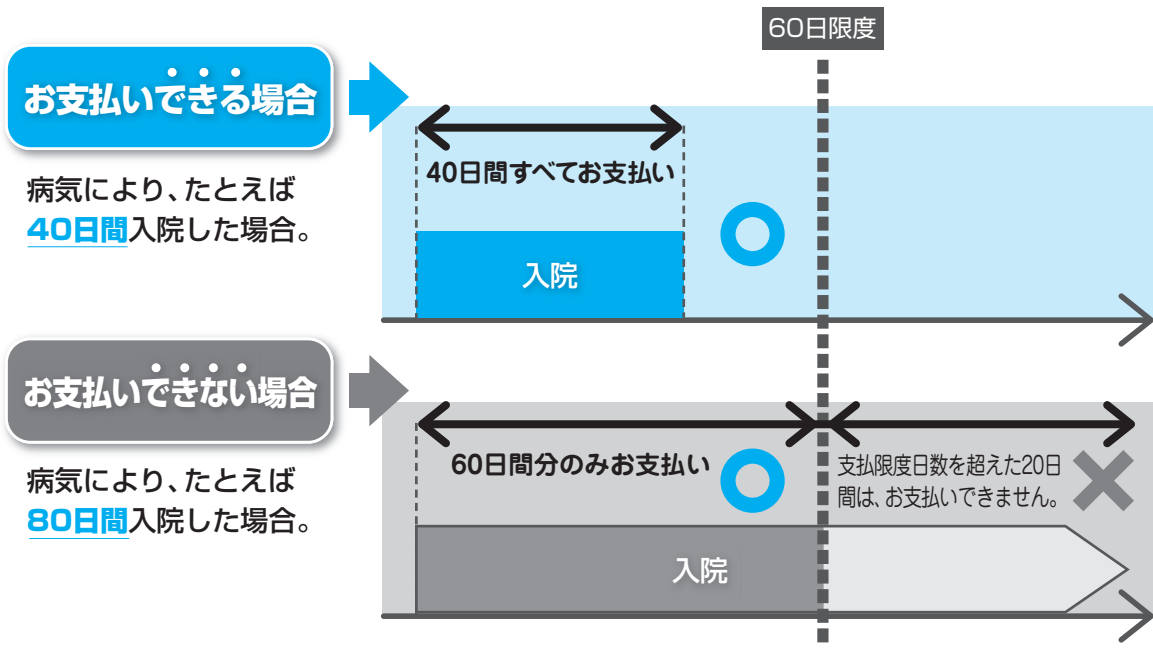 60日限度
お支払いできる場合
病気により、たとえば
40日間入院した場合。
40日間すべてお支払い
入院
お支払いできない場合
病気により、たとえば
80日間入院した場合。
60日間分のみお支払い
支払限度日数を超えた20日
間は、お支払いできません。
入院